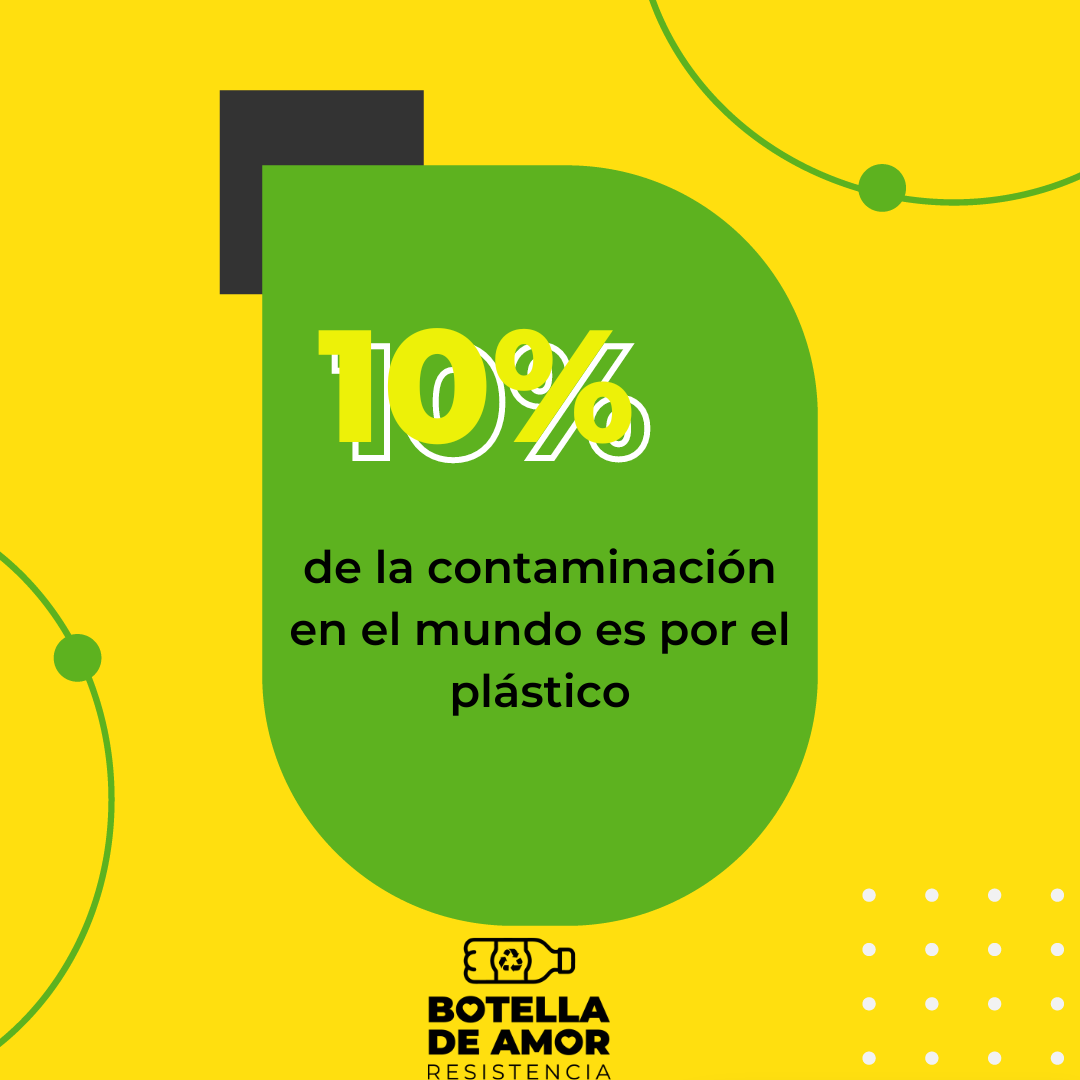 10%
de la contaminación
en el mundo es por el
plástico
BOTELLA
DE AMOR
RESISTENCIA